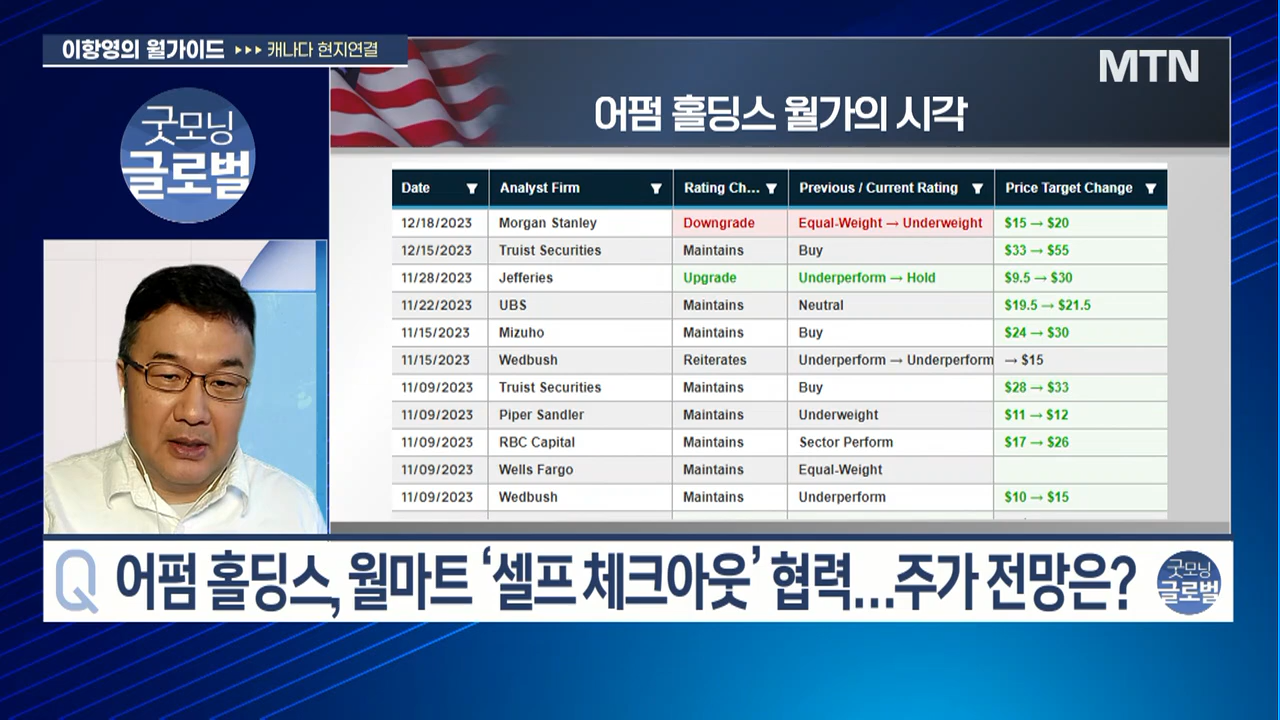 이항영의 월가이드 ▸▸▸ 캐나다 현지연결
MTN
굿모닝
글로벌
어펌 홀딩스 월가의 시각
Date Analyst Firm Rating Ch... Previous / Current Rating Price Target Change
12/18/2023 Morgan Stanley Downgrade Equal-Weight → Underweight $15 → $20
12/15/2023 Truist Securities Maintains Buy $33 → $55
11/28/2023 Jefferies Upgrade Underperform → Hold $9.5 → $30
11/22/2023 UBS Maintains Neutral $19.5 → $21.5
11/15/2023 Mizuho Maintains Buy $24 → $30
11/15/2023 Wedbush Reiterates Underperform → Underperform → $15
11/09/2023 Truist Securities Maintains Buy $28 → $33
11/09/2023 Piper Sandler Maintains Underweight $11 → $12
11/09/2023 RBC Capital Maintains Sector Perform $17 → $26
11/09/2023 Wells Fargo Maintains Equal-Weight
11/09/2023 Wedbush Maintains Underperform $10 → $15
Q 어펌 홀딩스, 월마트 ‘셀프 체크아웃’ 협력...주가 전망은?
굿모닝
글로벌